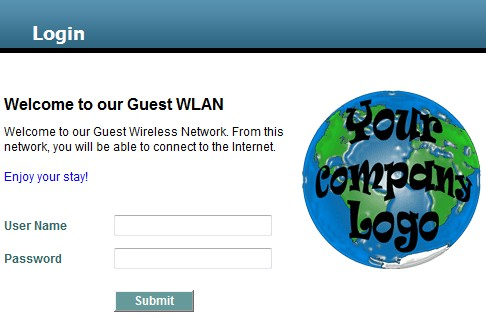 Login
Welcome to our Guest WLAN
Welcome to our Guest Wireless Network. From this
network, you will be able to connect to the Internet.
Enjoy your stay!
User Name
Password
Submit
Your
Company
Logo